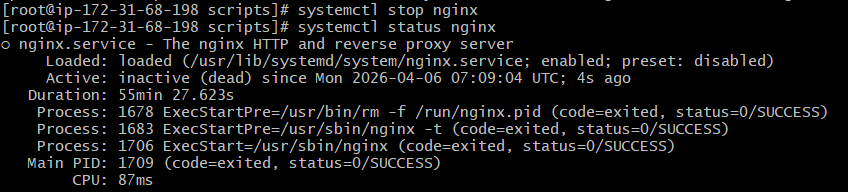 [root@ip-172-31-68-198 scripts]# systemctl stop nginx
[root@ip-172-31-68-198 scripts]# systemctl status nginx
○ nginx.service - The nginx HTTP and reverse proxy server
     Loaded: loaded (/usr/lib/systemd/system/nginx.service; enabled; preset: disabled)
     Active: inactive (dead) since Mon 2026-04-06 07:09:04 UTC; 4s ago
   Duration: 55min 27.623s
    Process: 1678 ExecStartPre=/usr/bin/rm -f /run/nginx.pid (code=exited, status=0/SUCCESS)
    Process: 1683 ExecStartPre=/usr/sbin/nginx -t (code=exited, status=0/SUCCESS)
    Process: 1706 ExecStart=/usr/sbin/nginx (code=exited, status=0/SUCCESS)
   Main PID: 1709 (code=exited, status=0/SUCCESS)
        CPU: 87ms